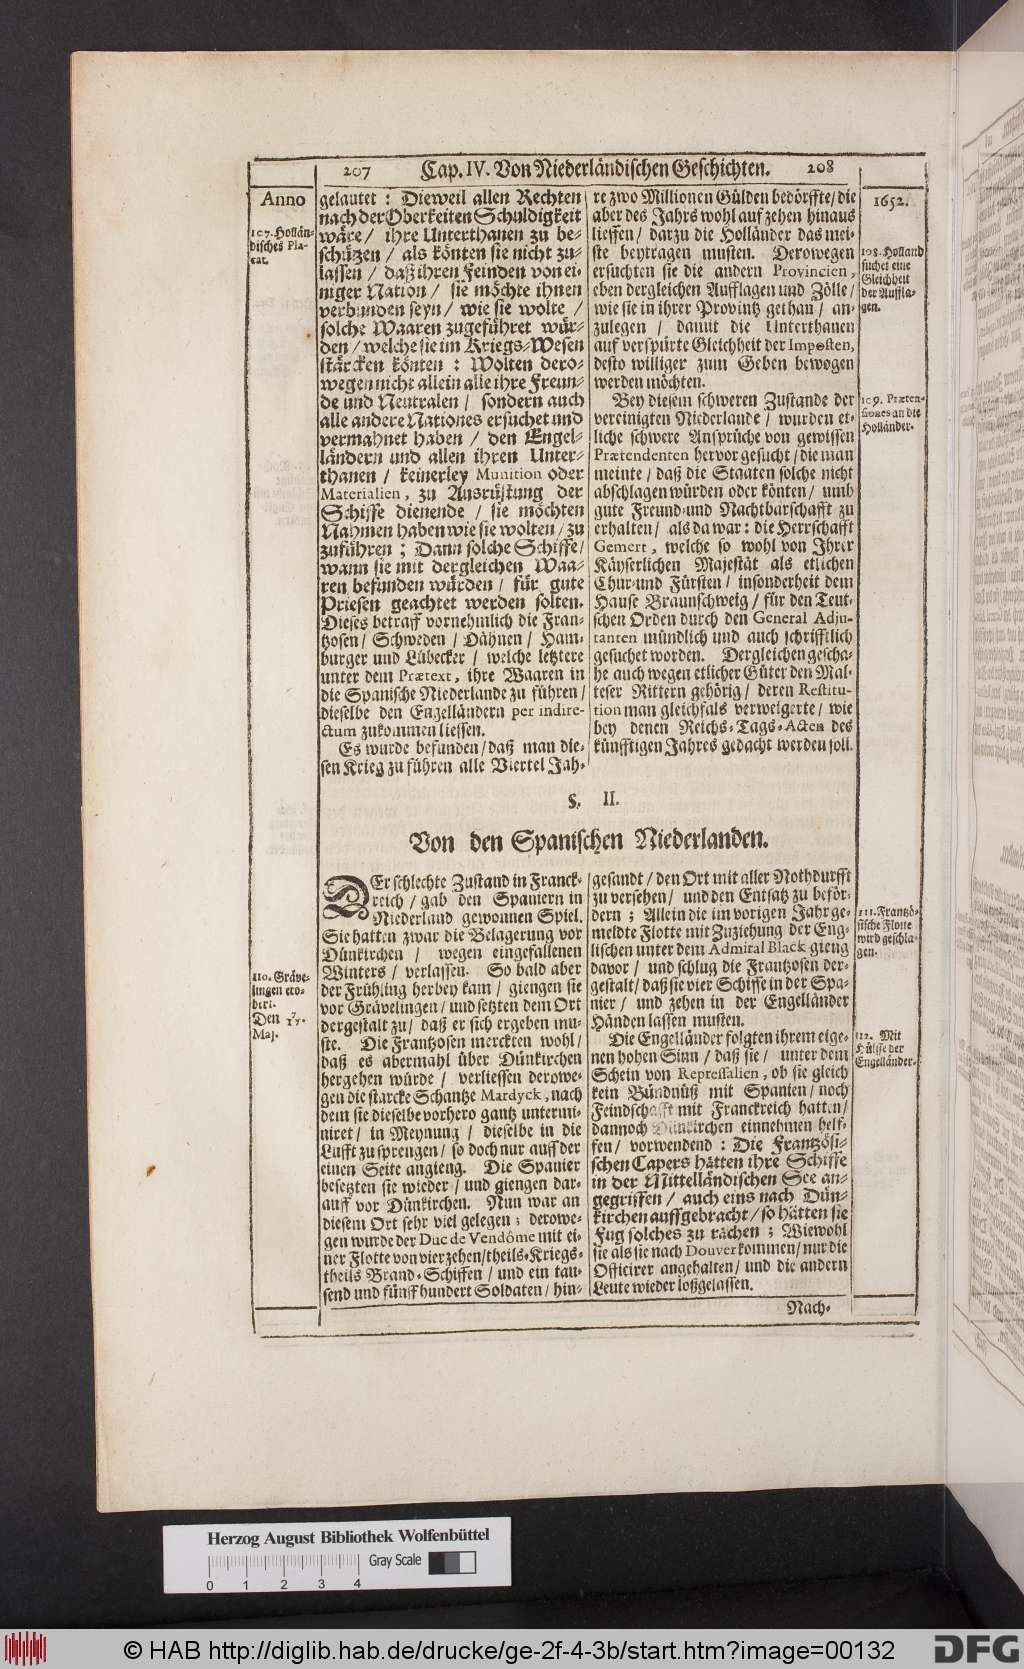 207
Cap. IV. Von Niederländischen Geschichten.
208
Anno
107. Hollän-
disches Pla-
cat.
gelautet : Dieweil allen Rechten
nach der Oberkeiten Schuldigkeit
wäre / ihre Unterthanen zu be-
schützen / als könten sie nicht zu-
lassen / daß ihren Feinden von ei-
niger Nation / sie möchte ihnen
verbunden seyn / wie sie wolte /
solche Waaren zugeführet wür-
den / welche sie im Kriegs-Wesen
stärcken könten : Wolten dero-
wegen nicht allein alle ihre Freun-
de und Neutralen / sondern auch
alle andere Nationes ersuchet und
vermahnet haben / den Engel-
ländern und allen ihren Unter-
thanen / keinerley Munition oder
Materialien, zu Ausrüstung der
Schiffe dienende / sie möchten
Nahmen haben wie sie wolten / zu
zuführen ; Dann solche Schiffe /
wann sie mit dergleichen Waa-
ren befunden würden / für gute
Priesen geachtet werden solten.
Dieses betraff vornehmlich die Fran-
tzosen / Schweden / Dähnen / Ham-
burger und Lübecker / welche letztere
unter dem Prætext, ihre Waaren in
die Spanische Niederlande zu führen /
dieselbe den Engelländern per indire-
ctum zukommen liessen.
Es wurde befunden / daß man die-
sen Krieg zu führen alle Viertel Jah-
re zwo Millionen Gülden bedörffte / die
aber des Jahrs wohl auf zehen hinaus
lieffen / darzu die Holländer das mei-
ste beytragen musten. Derowegen
ersuchten sie die andern Provincien,
eben dergleichen Aufflagen und Zölle /
wie sie in ihrer Provintz gethan / an-
zulegen / damit die Unterthanen
auf verspürte Gleichheit der Imposten,
desto williger zum Geben bewogen
werden möchten.
Bey diesem schweren Zustande der
vereinigten Niederlande / wurden et-
liche schwere Ansprüche von gewissen
Prætendenten hervor gesucht / die man
meinte / daß die Staaten solche nicht
abschlagen würden oder könten / umb
gute Freund-und Nachtbarschafft zu
erhalten / als da war : die Herrschafft
Gemert, welche so wohl von Ihrer
Käyserlichen Majestät als etlichen
Chur-und Fürsten / insonderheit dem
Hause Braunschweig / für den Teut-
schen Orden durch den General Adju-
tanten mündlich und auch schrifftlich
gesuchet worden. Dergleichen gescha-
he auch wegen etlicher Güter den Mal-
teser Rittern gehörig / deren Restitu-
tion man gleichfals verweigerte / wie
bey denen Reichs-Tags-Acten des
künfftigen Jahres gedacht werden soll.
1652.
108. Holland
suchet eine
Gleichheit
der Auffla-
gen.
109. Præten-
siones an die
Holländer.
§. II.
Von den Spanischen Niederlanden.
110. Gräve-
lingen ero-
bert.
Den 7/17.
Maj.
DEr schlechte Zustand in Franck-
reich / gab den Spaniern in
Niederland gewonnen Spiel.
Sie hatten zwar die Belagerung vor
Dünkirchen / wegen eingefallenen
Winters / verlassen. So bald aber
der Frühling herbey kam / giengen sie
vor Grävelingen / und setzten dem Ort
dergestalt zu / daß er sich ergeben mu-
ste. Die Frantzosen merckten wohl /
daß es abermahl über Dünkirchen
hergehen würde / verliessen derowe-
gen die starcke Schantze Mardyck, nach
dem sie dieselbe vorhero gantz untermi-
niret / in Meynung / dieselbe in die
Lufft zu sprengen / so doch nur auff der
einen Seite angieng. Die Spanier
besetzten sie wieder / und giengen dar-
auff vor Dünkirchen. Nun war an
diesem Ort sehr viel gelegen ; derowe-
gen wurde der Duc de Vendôme mit ei-
ner Flotte von vierzehen / theils-Kriegs-
theils Brand-Schiffen / und ein tau-
send und fünff hundert Soldaten / hin-
gesandt / den Ort mit aller Nothdurfft
zu versehen / und den Entsatz zu beför-
dern ; Allein die im vorigen Jahr ge-
meldte Flotte mit Zuziehung der Eng-
lischen unter dem Admiral Black gieng
davor / und schlug die Frantzosen der-
gestalt / daß sie vier Schiffe in der Spa-
nier / und zehen in der Engelländer
Händen lassen musten.
Die Engelländer folgten ihrem eige-
nen hohen Sinn / daß sie / unter dem
Schein von Repressalien, ob sie gleich
kein Bündnüß mit Spanien / noch
Feindschafft mit Franckreich hatten /
dannoch Dünkirchen einnehmen helf-
fen / vorwendend : Die Frantzösi-
schen Capers hätten ihre Schiffe
in der Mittelländischen See an-
gegriffen / auch eins nach Dün-
kirchen auffgebracht / so hätten sie
Fug solches zu rächen ; Wiewohl
sie als sie nach Douver kommen / nur die
Officirer angehalten / und die andern
Leute wieder loßgelassen.
111. Frantzö-
sische Flotte
wird geschla-
gen.
112. Mit
Hülffe der
Engelländer.
Nach-
Herzog August Bibliothek Wolfenbüttel
Gray Scale
0 1 2 3 4
© HAB http://diglib.hab.de/drucke/ge-2f-4-3b/start.htm?image=00132
DFG